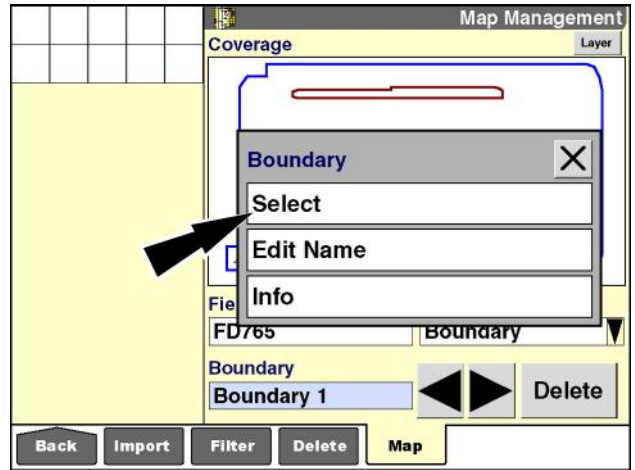 Map Management
Coverage
Layer
Boundary
Select
Edit Name
Info
FD765
Boundary
Boundary
Boundary 1
Delete
Back
Import
Filter
Delete
Map